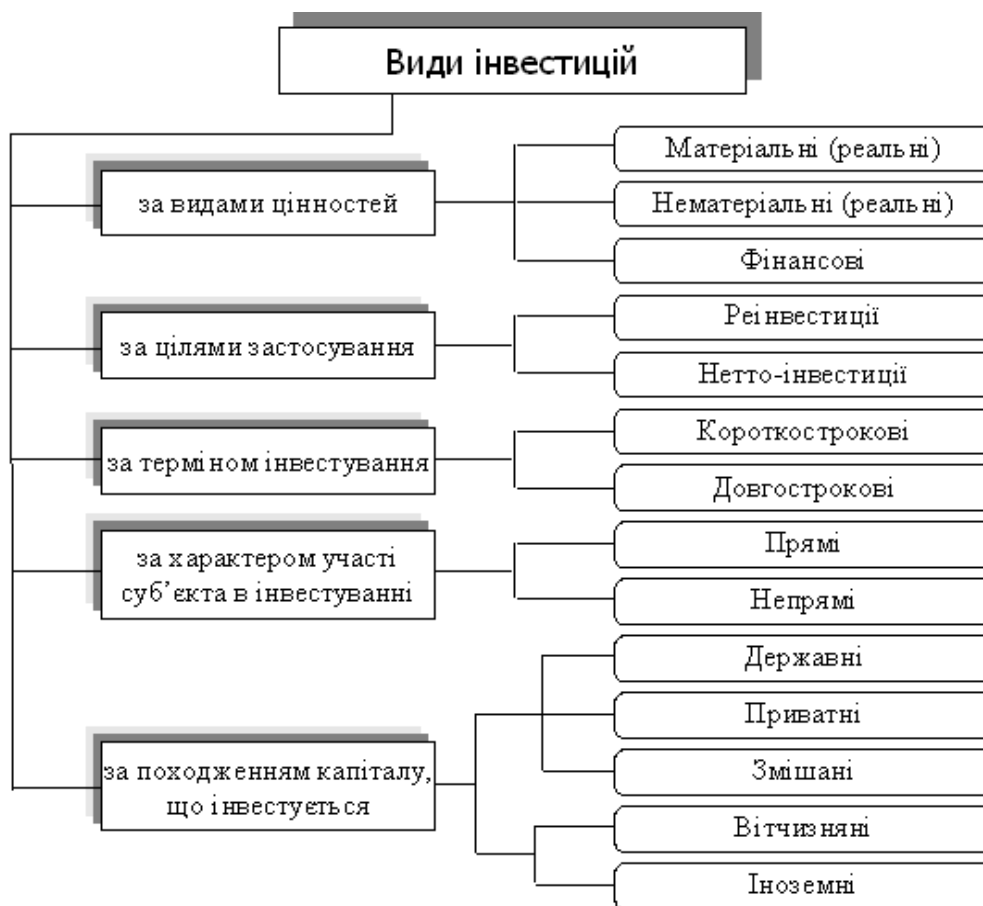 Види інвестицій
за видами цінностей
Матеріальні (реальні)
Нематеріальні (реальні)
Фінансові
за цілями застосування
Реінвестиції
Нетто-інвестиції
за терміном інвестування
Короткострокові
Довгострокові
за характером участі
суб’єкта в інвестуванні
Прямі
Непрямі
за походженням капіталу,
що інвестується
Державні
Приватні
Змішані
Вітчизняні
Іноземні